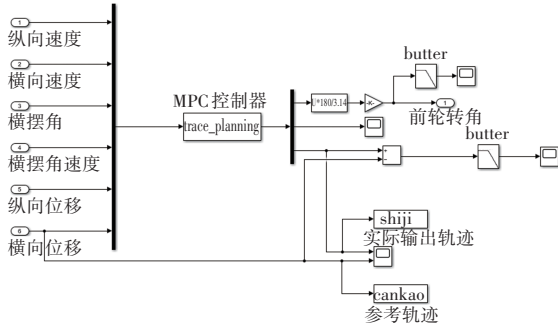 1
纵向速度
2
横向速度
3
横摆角
4
横摆角速度
5
纵向位移
6
横向位移
MPC控制器
trace_planning
U*180/3.14
-K-
butter
1
前轮转角
+
−
butter
shiji
实际输出轨迹
cankao
参考轨迹